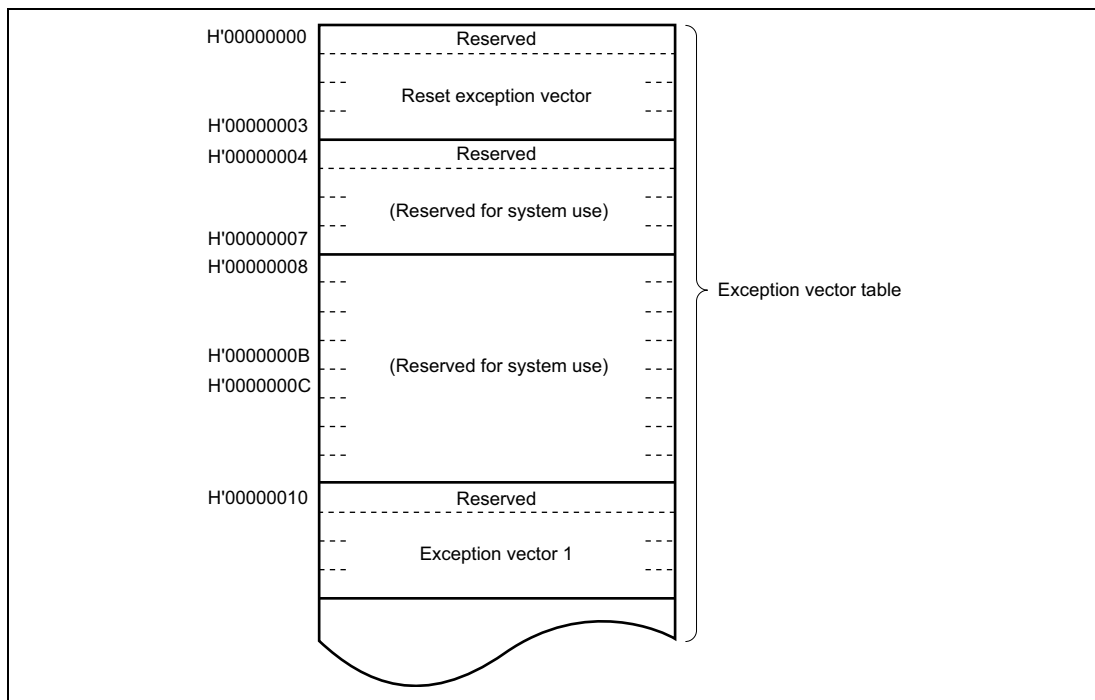 H'00000000
Reserved
Reset exception vector
H'00000003
H'00000004
Reserved
(Reserved for system use)
H'00000007
H'00000008
Exception vector table
H'0000000B
(Reserved for system use)
H'0000000C
H'00000010
Reserved
Exception vector 1